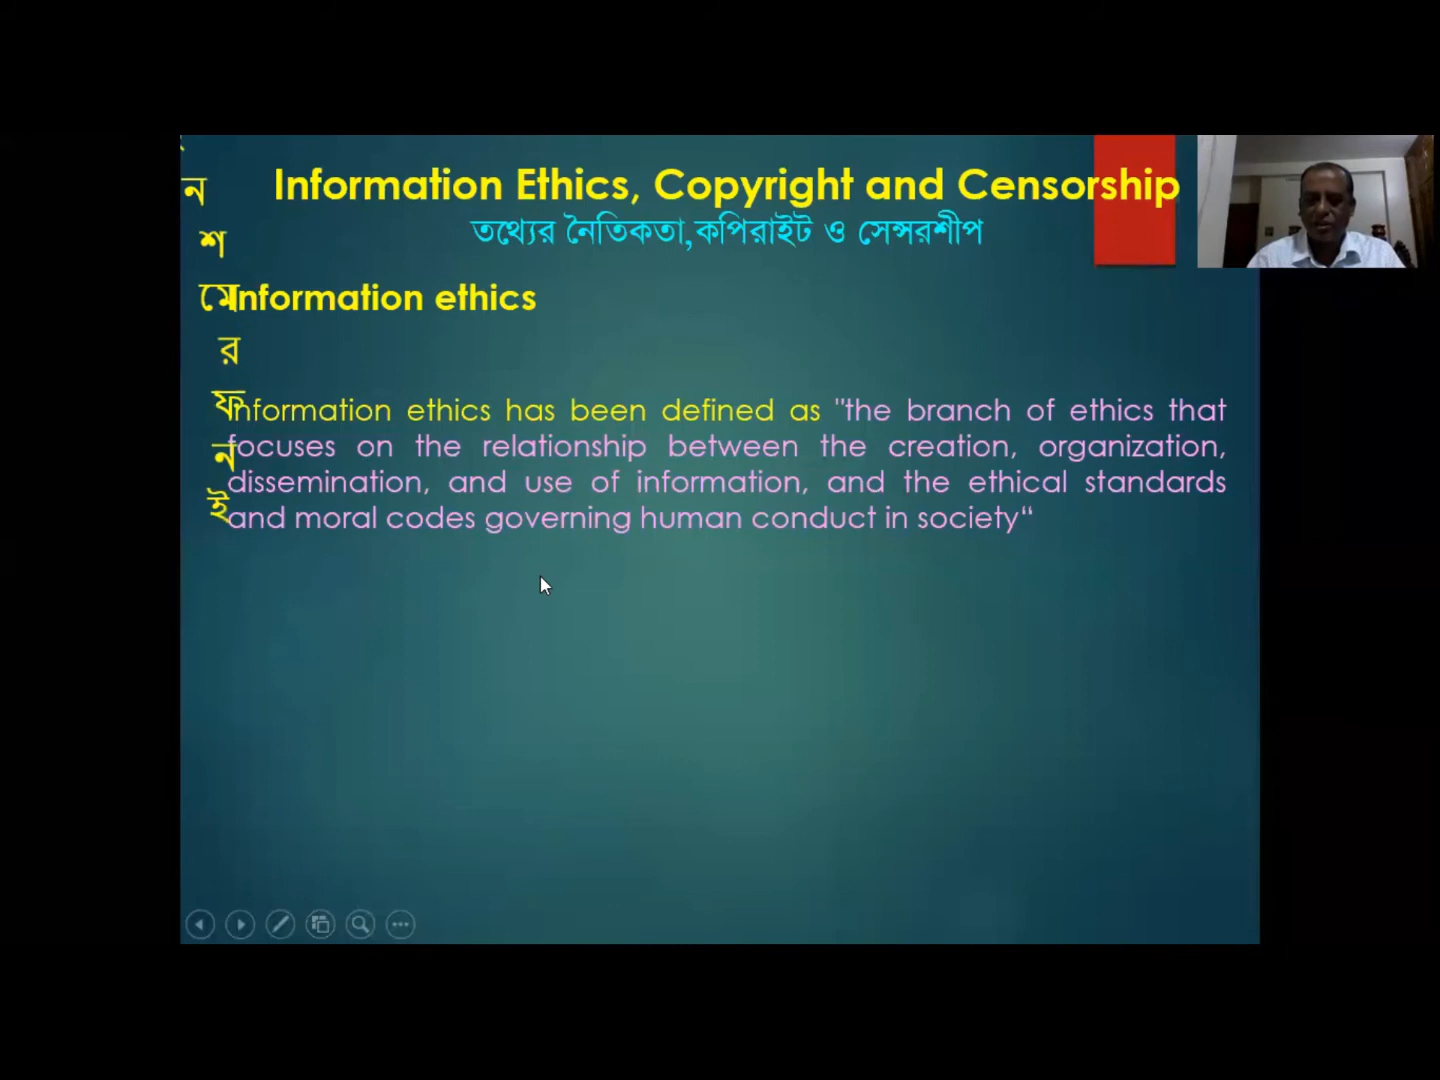 Information Ethics, Copyright and Censorship
তথ্যের নৈতিকতা,কপিরাইট ও সেন্সরশীপ
Information ethics
Information ethics has been defined as "the branch of ethics that
focuses on the relationship between the creation, organization,
dissemination, and use of information, and the ethical standards
and moral codes governing human conduct in society“
ন
শ
মে
র
ফ
ন
ই